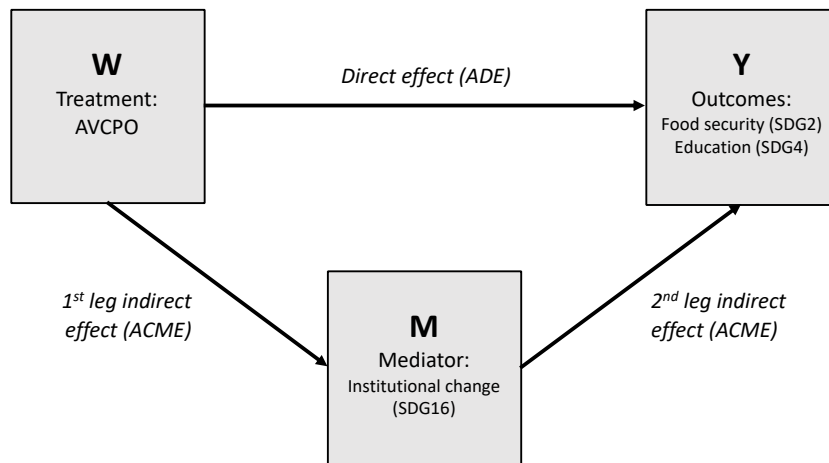 W
Treatment:
AVCPO
Direct effect (ADE)
Y
Outcomes:
Food security (SDG2)
Education (SDG4)
1st leg indirect
effect (ACME)
M
Mediator:
Institutional change
(SDG16)
2nd leg indirect
effect (ACME)